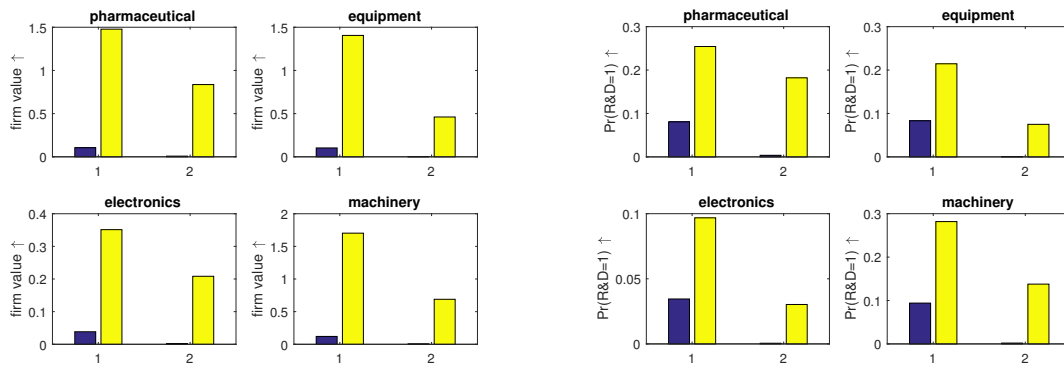 pharmaceutical
firm value ↑
1.5
1
0.5
0
1 2
equipment
firm value ↑
1.5
1
0.5
0
1 2
electronics
firm value ↑
0.4
0.3
0.2
0.1
0
1 2
machinery
firm value ↑
2
1.5
1
0.5
0
1 2
pharmaceutical
Pr(R&D=1) ↑
0.3
0.2
0.1
0
1 2
equipment
Pr(R&D=1) ↑
0.3
0.2
0.1
0
1 2
electronics
Pr(R&D=1) ↑
0.1
0.05
0
1 2
machinery
Pr(R&D=1) ↑
0.3
0.2
0.1
0
1 2